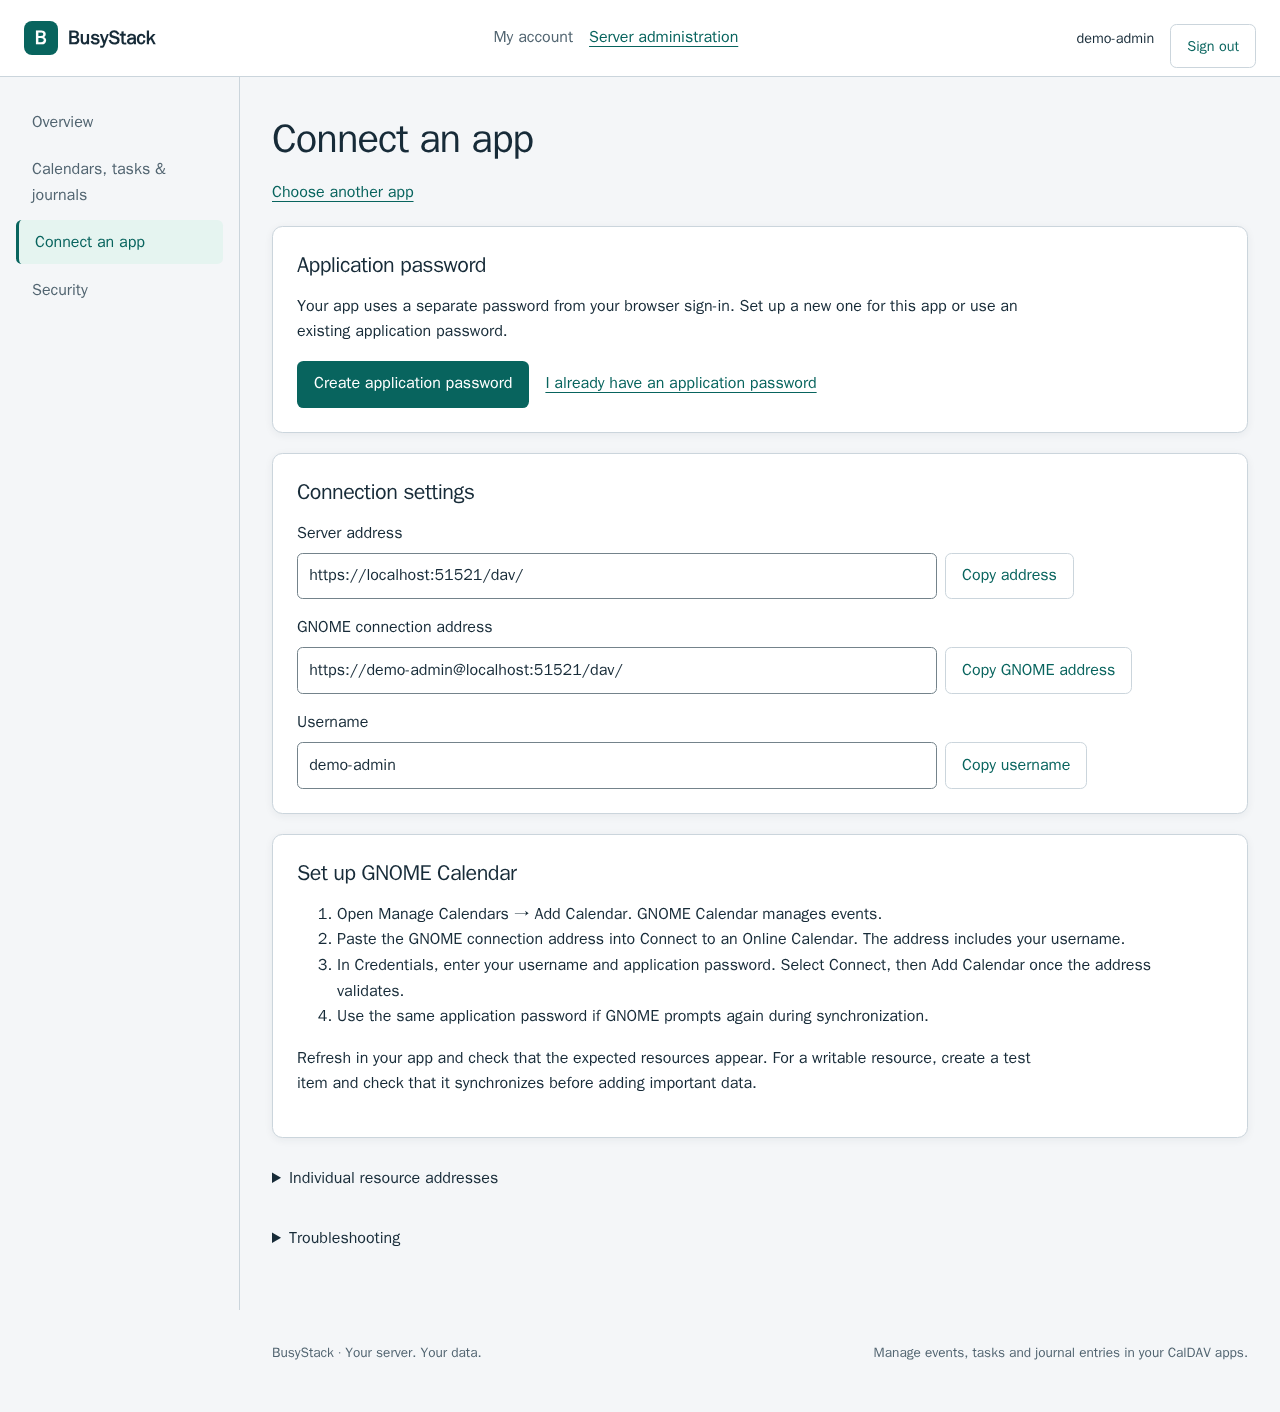 B BusyStack
My account Server administration
demo-admin Sign out
Overview
Calendars, tasks &
journals
Connect an app
Security
Connect an app
Choose another app
Application password
Your app uses a separate password from your browser sign-in. Set up a new one for this app or use an
existing application password.
Create application password I already have an application password
Connection settings
Server address
https://localhost:51521/dav/ Copy address
GNOME connection address
https://demo-admin@localhost:51521/dav/ Copy GNOME address
Username
demo-admin Copy username
Set up GNOME Calendar
1. Open Manage Calendars → Add Calendar. GNOME Calendar manages events.
2. Paste the GNOME connection address into Connect to an Online Calendar. The address includes your username.
3. In Credentials, enter your username and application password. Select Connect, then Add Calendar once the address
validates.
4. Use the same application password if GNOME prompts again during synchronization.
Refresh in your app and check that the expected resources appear. For a writable resource, create a test
item and check that it synchronizes before adding important data.
Individual resource addresses
Troubleshooting
BusyStack · Your server. Your data. Manage events, tasks and journal entries in your CalDAV apps.